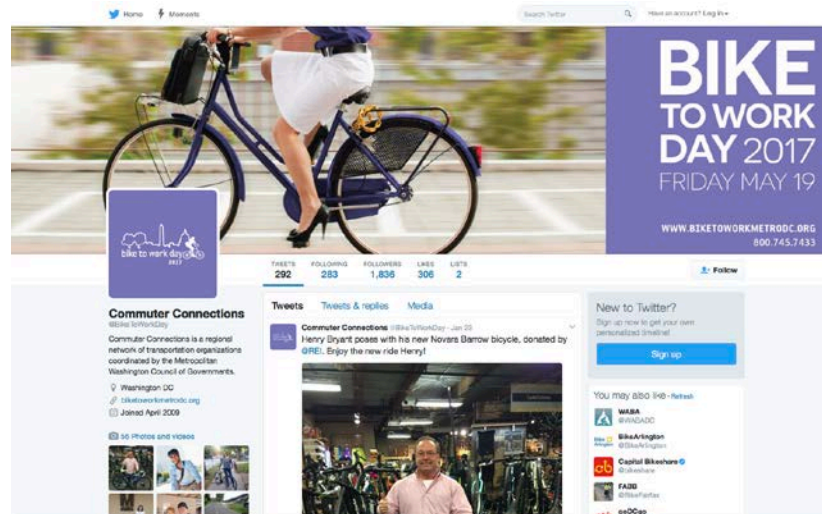 Home
Moments
Search Twitter
Have an account? Log in
BIKE
TO WORK
DAY 2017
FRIDAY MAY 19
WWW.BIKETOWORKMETRODC.ORG
800.745.7433
bike to work day
2017
TWEETS FOLLOWING FOLLOWERS LIKES LISTS
292 283 1,836 306 2
Follow
Commuter Connections
@BikeToWorkDay
Commuter Connections is a regional
network of transportation organizations
coordinated by the Metropolitan
Washington Council of Governments.
Washington DC
biketoworkmetrodc.org
Joined April 2009
56 Photos and videos
Tweets Tweets & replies Media
Commuter Connections @BikeToWorkDay · Jan 23
Henry Bryant poses with his new Novara Barrow bicycle, donated by
@REI. Enjoy the new ride Henry!
New to Twitter?
Sign up now to get your own
personalized timeline!
Sign up
You may also like · Refresh
WABA
@WABADC
BikeArlington
@BikeArlington
Capital Bikeshare
@bikeshare
FABB
@BikeFairfax